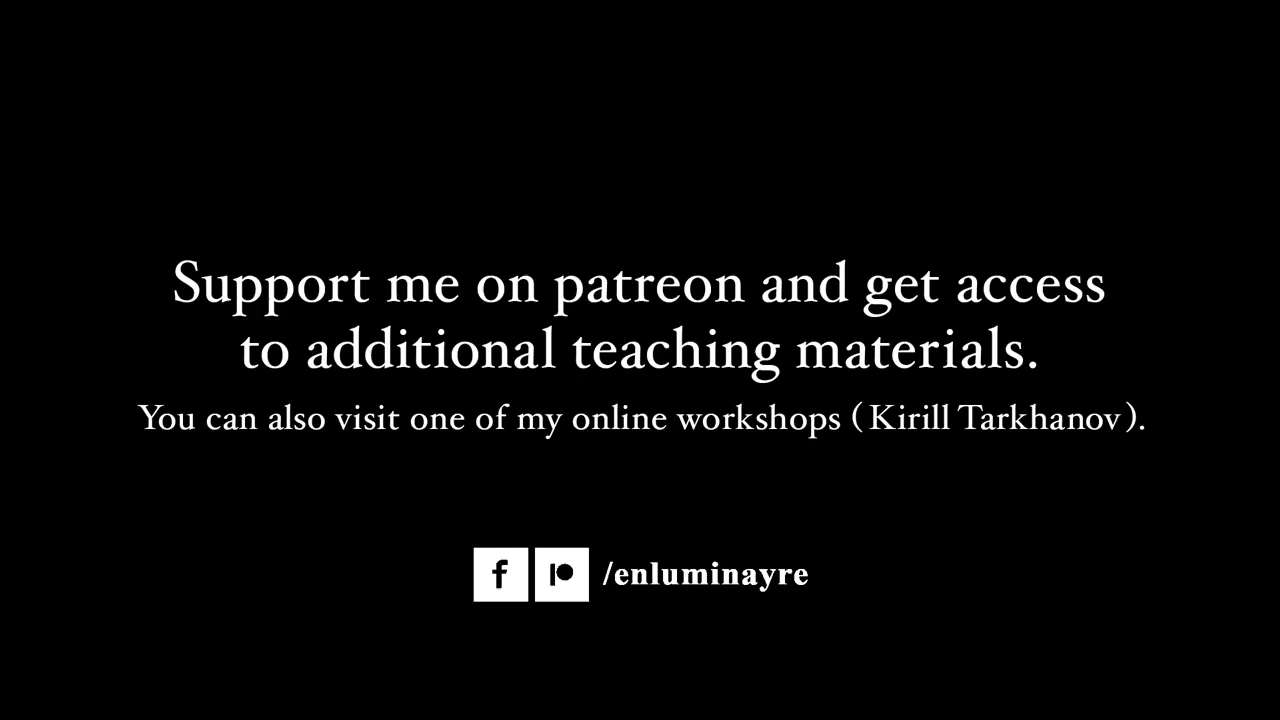 Support me on patreon and get access
to additional teaching materials.
You can also visit one of my online workshops (Kirill Tarkhanov).
/enluminayre